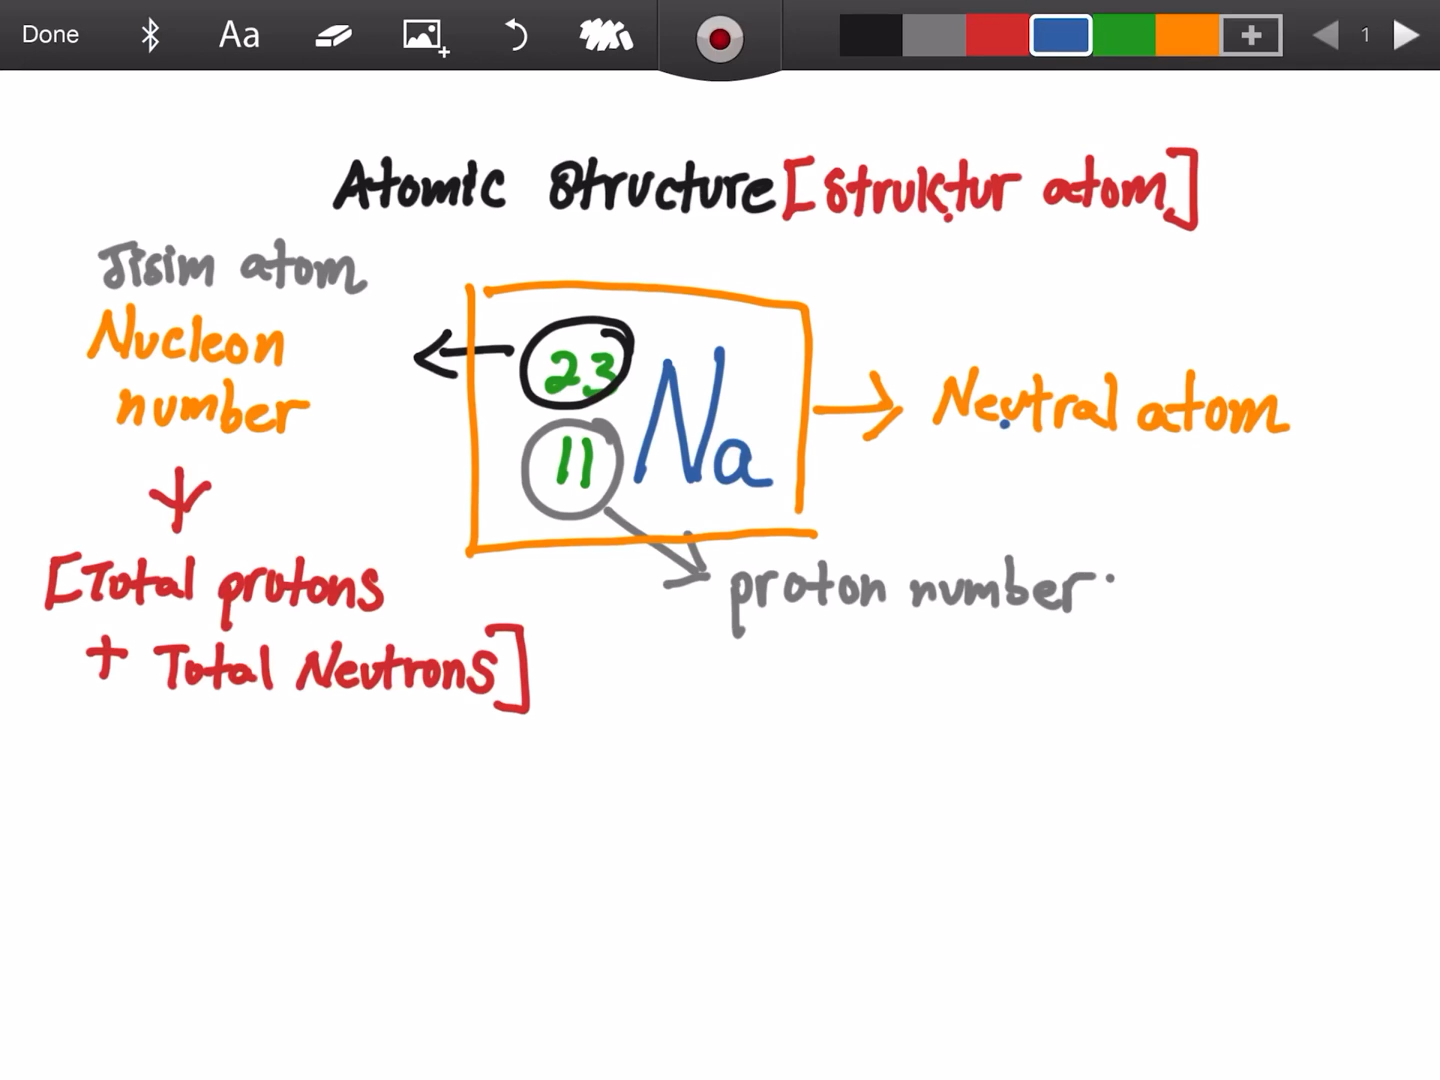 Done
Aa
1
Atomic Structure [Struktur atom]
Jisim atom
Nucleon
number
[Total protons
+ Total Neutrons]
23
11
Na
Neutral atom
proton number